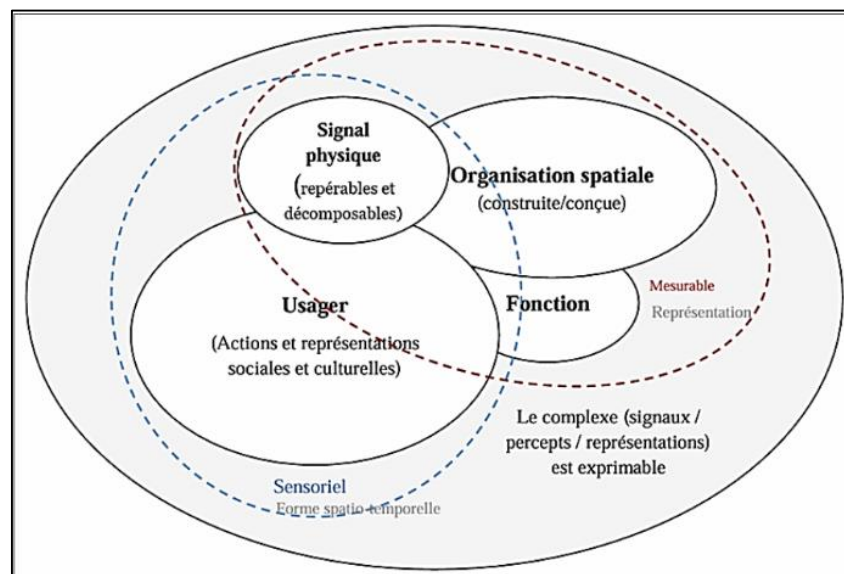 Signal
physique
(repérables et
décomposables)
Organisation spatiale
(construite/conçue)
Usager
(Actions et représentations
sociales et culturelles)
Fonction
Mesurable
Représentation
Le complexe (signaux /
percepts / représentations)
est exprimable
Sensoriel
Forme spatio-temporelle